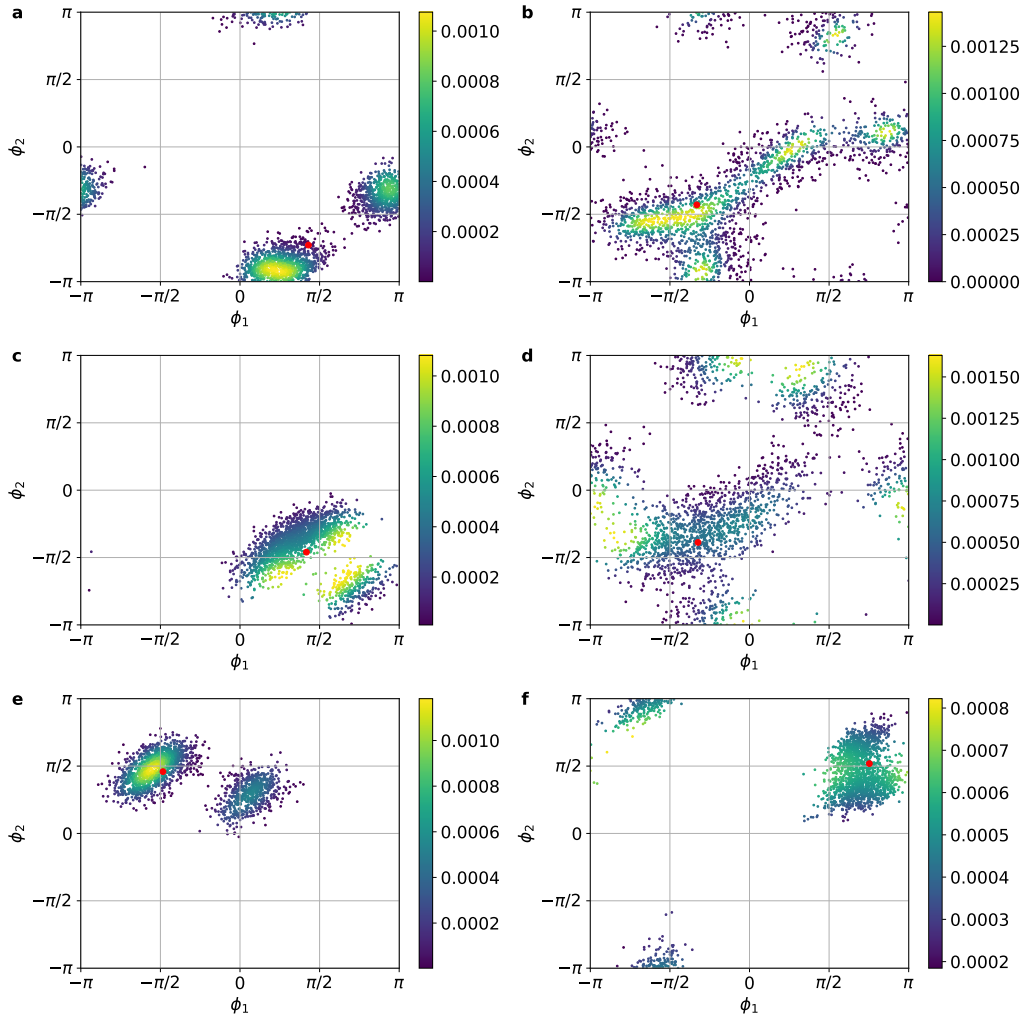 a
π
π/2
0
−π/2
−π
ϕ2
−π
−π/2
0
π/2
π
ϕ1
0.0010
0.0008
0.0006
0.0004
0.0002
b
π
π/2
0
−π/2
−π
ϕ2
−π
−π/2
0
π/2
π
ϕ1
0.00125
0.00100
0.00075
0.00050
0.00025
0.00000
c
π
π/2
0
−π/2
−π
ϕ2
−π
−π/2
0
π/2
π
ϕ1
0.0010
0.0008
0.0006
0.0004
0.0002
d
π
π/2
0
−π/2
−π
ϕ2
−π
−π/2
0
π/2
π
ϕ1
0.00150
0.00125
0.00100
0.00075
0.00050
0.00025
e
π
π/2
0
−π/2
−π
ϕ2
−π
−π/2
0
π/2
π
ϕ1
0.0010
0.0008
0.0006
0.0004
0.0002
f
π
π/2
0
−π/2
−π
ϕ2
−π
−π/2
0
π/2
π
ϕ1
0.0008
0.0007
0.0006
0.0005
0.0004
0.0003
0.0002